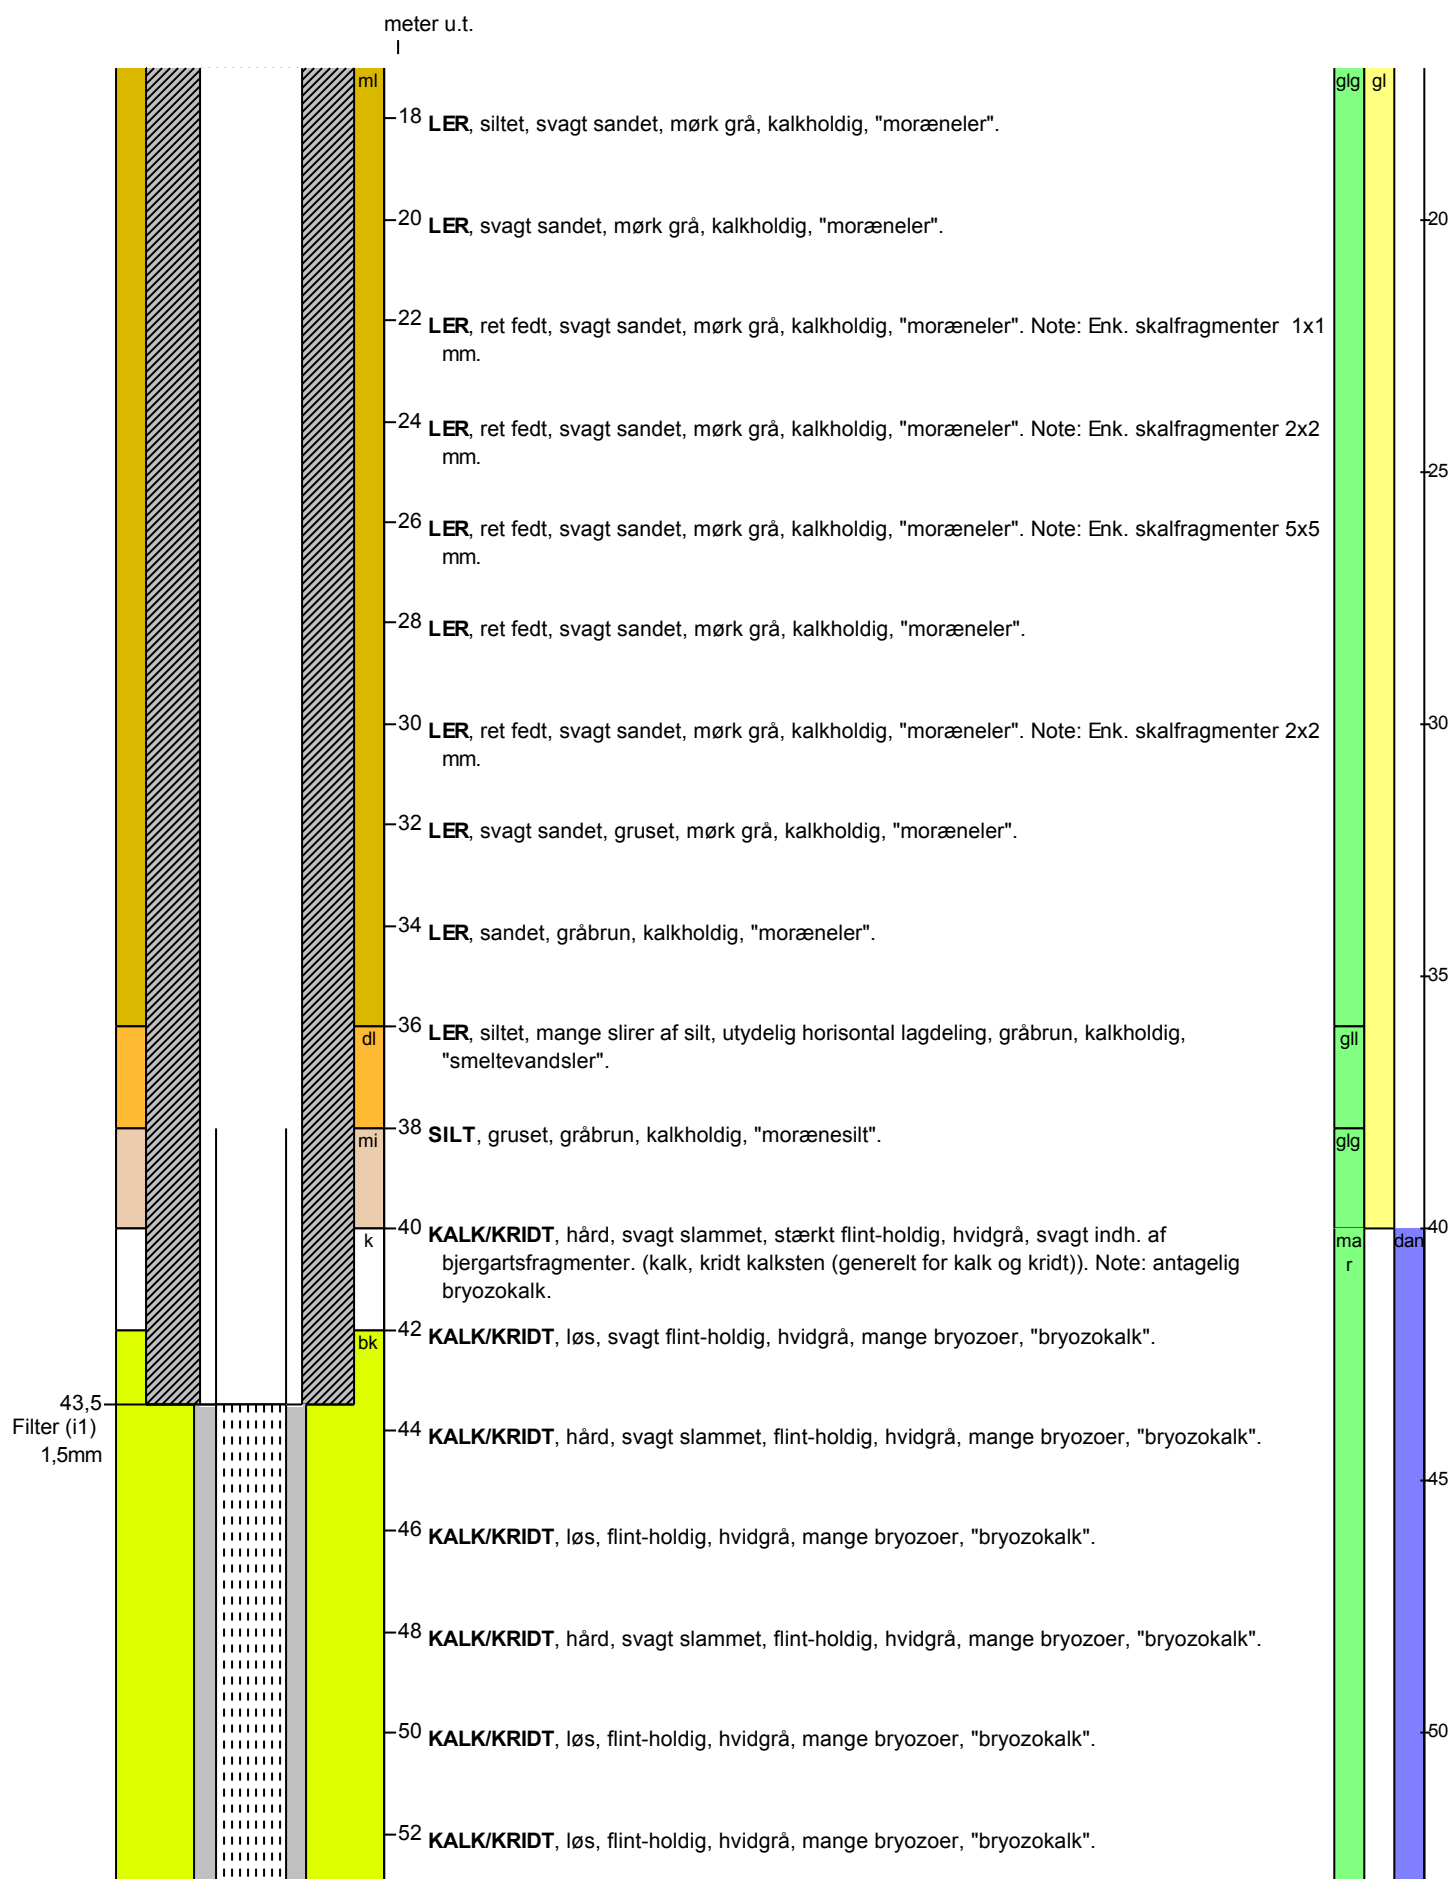 meter u.t.
ml
glg
gl
18
LER, siltet, svagt sandet, mørk grå, kalkholdig, "moræneler".
20
LER, svagt sandet, mørk grå, kalkholdig, "moræneler".
20
22
LER, ret fedt, svagt sandet, mørk grå, kalkholdig, "moræneler". Note: Enk. skalfragmenter 1x1
mm.
24
LER, ret fedt, svagt sandet, mørk grå, kalkholdig, "moræneler". Note: Enk. skalfragmenter 2x2
mm.
25
26
LER, ret fedt, svagt sandet, mørk grå, kalkholdig, "moræneler". Note: Enk. skalfragmenter 5x5
mm.
28
LER, ret fedt, svagt sandet, mørk grå, kalkholdig, "moræneler".
30
LER, ret fedt, svagt sandet, mørk grå, kalkholdig, "moræneler". Note: Enk. skalfragmenter 2x2
mm.
30
32
LER, svagt sandet, gruset, mørk grå, kalkholdig, "moræneler".
34
LER, sandet, gråbrun, kalkholdig, "moræneler".
35
36
dl
LER, siltet, mange slirer af silt, utydelig horisontal lagdeling, gråbrun, kalkholdig,
"smeltevandsler".
gll
38
mi
SILT, gruset, gråbrun, kalkholdig, "morænesilt".
glg
40
k
KALK/KRIDT, hård, svagt slammet, stærkt flint-holdig, hvidgrå, svagt indh. af
bjergartsfragmenter. (kalk, kridt kalksten (generelt for kalk og kridt)). Note: antagelig
bryozokalk.
ma
r
dan
40
42
bk
KALK/KRIDT, løs, svagt flint-holdig, hvidgrå, mange bryozoer, "bryozokalk".
43,5
Filter (i1)
1,5mm
44
KALK/KRIDT, hård, svagt slammet, flint-holdig, hvidgrå, mange bryozoer, "bryozokalk".
45
46
KALK/KRIDT, løs, flint-holdig, hvidgrå, mange bryozoer, "bryozokalk".
48
KALK/KRIDT, hård, svagt slammet, flint-holdig, hvidgrå, mange bryozoer, "bryozokalk".
50
KALK/KRIDT, løs, flint-holdig, hvidgrå, mange bryozoer, "bryozokalk".
50
52
KALK/KRIDT, løs, flint-holdig, hvidgrå, mange bryozoer, "bryozokalk".